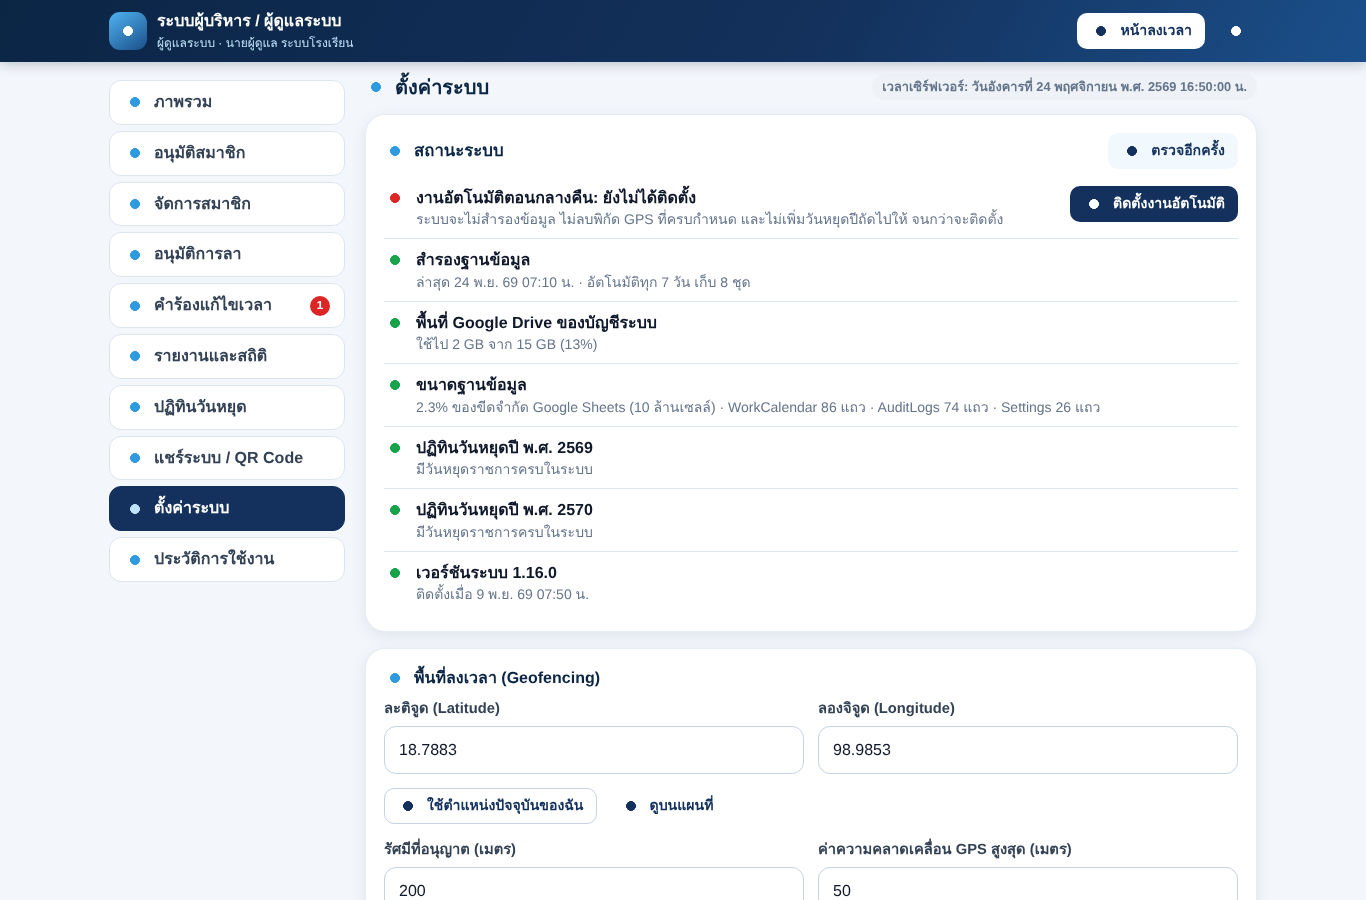 ระบบผู้บริหาร / ผู้ดูแลระบบ
ผู้ดูแลระบบ · นายผู้ดูแล ระบบโรงเรียน
หน้าลงเวลา
ภาพรวม
อนุมัติสมาชิก
จัดการสมาชิก
อนุมัติการลา
คำร้องแก้ไขเวลา
1
รายงานและสถิติ
ปฏิทินวันหยุด
แชร์ระบบ / QR Code
ตั้งค่าระบบ
ประวัติการใช้งาน
ตั้งค่าระบบ
เวลาเซิร์ฟเวอร์: วันอังคารที่ 24 พฤศจิกายน พ.ศ. 2569 16:50:00 น.
สถานะระบบ
ตรวจอีกครั้ง
งานอัตโนมัติตอนกลางคืน: ยังไม่ได้ติดตั้ง
ระบบจะไม่สำรองข้อมูล ไม่ลบพิกัด GPS ที่ครบกำหนด และไม่เพิ่มวันหยุดปีถัดไปให้ จนกว่าจะติดตั้ง
ติดตั้งงานอัตโนมัติ
สำรองฐานข้อมูล
ล่าสุด 24 พ.ย. 69 07:10 น. · อัตโนมัติทุก 7 วัน เก็บ 8 ชุด
พื้นที่ Google Drive ของบัญชีระบบ
ใช้ไป 2 GB จาก 15 GB (13%)
ขนาดฐานข้อมูล
2.3% ของขีดจำกัด Google Sheets (10 ล้านเซลล์) · WorkCalendar 86 แถว · AuditLogs 74 แถว · Settings 26 แถว
ปฏิทินวันหยุดปี พ.ศ. 2569
มีวันหยุดราชการครบในระบบ
ปฏิทินวันหยุดปี พ.ศ. 2570
มีวันหยุดราชการครบในระบบ
เวอร์ชันระบบ 1.16.0
ติดตั้งเมื่อ 9 พ.ย. 69 07:50 น.
พื้นที่ลงเวลา (Geofencing)
ละติจูด (Latitude)
ลองจิจูด (Longitude)
18.7883
98.9853
ใช้ตำแหน่งปัจจุบันของฉัน
ดูบนแผนที่
รัศมีที่อนุญาต (เมตร)
ค่าความคลาดเคลื่อน GPS สูงสุด (เมตร)
200
50